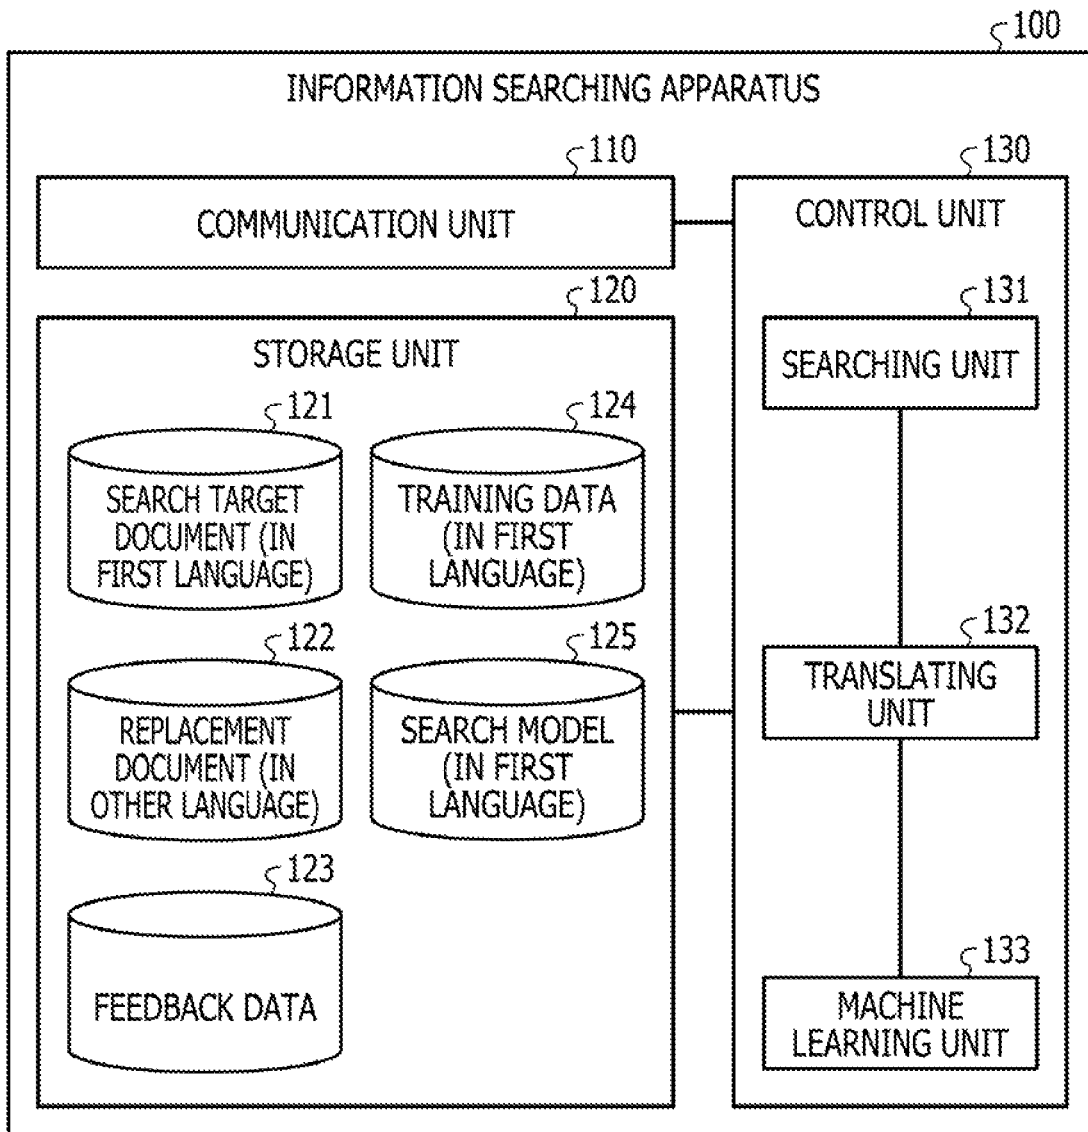 100
INFORMATION SEARCHING APPARATUS
110
COMMUNICATION UNIT
120
STORAGE UNIT
121
SEARCH TARGET
DOCUMENT (IN
FIRST LANGUAGE)
124
TRAINING DATA
(IN FIRST
LANGUAGE)
122
REPLACEMENT
DOCUMENT (IN
OTHER LANGUAGE)
125
SEARCH MODEL
(IN FIRST
LANGUAGE)
123
FEEDBACK DATA
130
CONTROL UNIT
131
SEARCHING UNIT
132
TRANSLATING
UNIT
133
MACHINE
LEARNING UNIT